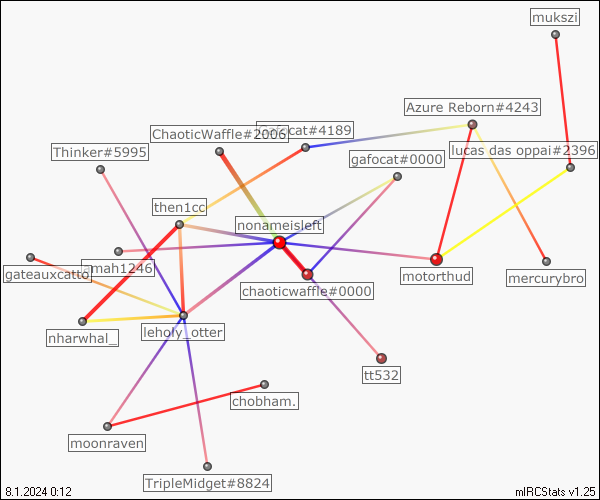 mukszi
Azure Reborn#4243
ChaoticWaffle#2006
gafocat#4189
Thinker#5995
lucas das oppai#2396
gafocat#0000
then1cc
nonameisleft
mah1246
gateauxcatto
motorthud
mercurybro
chaoticwaffle#0000
nharwhal_
leholy_otter
tt532
chobham.
moonraven
TripleMidget#8824
8.1.2024 0:12
mIRCStats v1.25